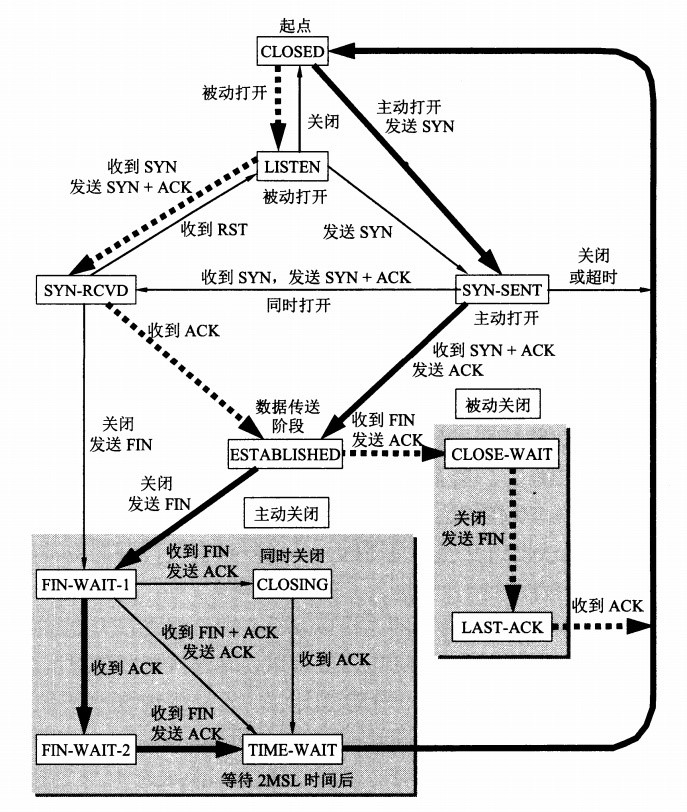 起点
CLOSED
被动打开
关闭
主动打开
发送 SYN
收到 SYN
发送 SYN + ACK
LISTEN
被动打开
收到 RST
发送 SYN
关闭
或超时
SYN-RCVD
收到 SYN，发送 SYN + ACK
同时打开
SYN-SENT
主动打开
收到 ACK
收到 SYN + ACK
发送 ACK
数据传送
阶段
被动关闭
收到 FIN
发送 ACK
关闭
发送 FIN
ESTABLISHED
CLOSE-WAIT
关闭
发送 FIN
主动关闭
关闭
发送 FIN
收到 FIN
发送 ACK
同时关闭
FIN-WAIT-1
CLOSING
LAST-ACK
收到 ACK
收到 FIN + ACK
发送 ACK
收到 ACK
收到 ACK
收到 FIN
发送 ACK
FIN-WAIT-2
TIME-WAIT
等待 2MSL 时间后